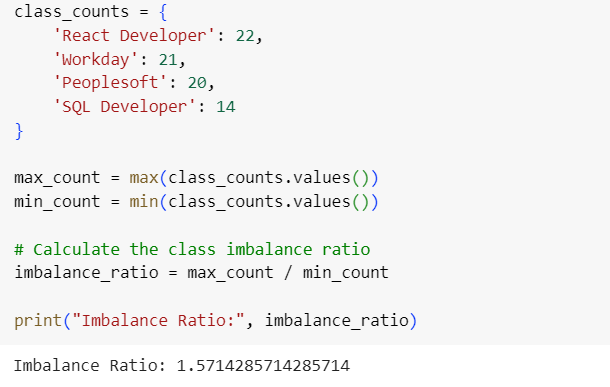 class_counts = {
    'React Developer': 22,
    'Workday': 21,
    'Peoplesoft': 20,
    'SQL Developer': 14
}
max_count = max(class_counts.values())
min_count = min(class_counts.values())
# Calculate the class imbalance ratio
imbalance_ratio = max_count / min_count
print("Imbalance Ratio:", imbalance_ratio)
Imbalance Ratio: 1.5714285714285714